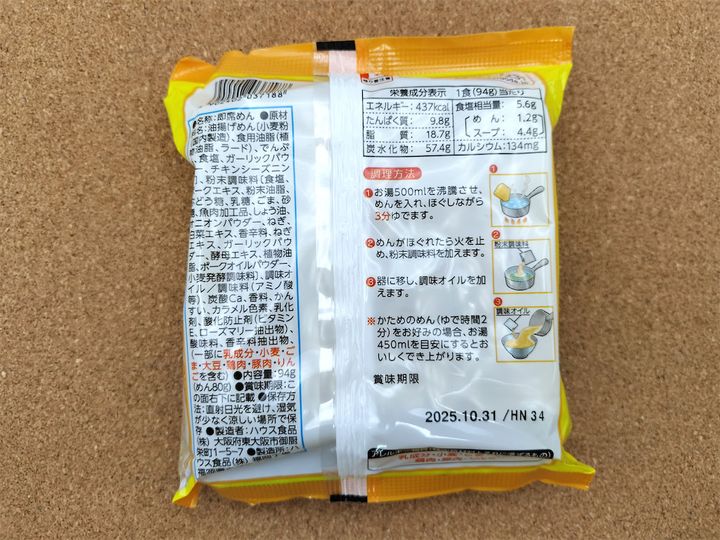 037188
●名称:即席めん ●原材
料名:油揚げめん(小麦粉
(国内製造)、食用油脂(植
物油脂、ラード)、でんぷ
ん、食塩、ガーリックパウ
ダー、チキンシーズニン
グ)、粉末調味料(食塩、
ポークエキス、粉末油脂、
ぶどう糖、乳糖、ごま、砂
糖、魚肉加工品、しょう油、
オニオンパウダー、ねぎ、
白菜エキス、香辛料、ねぎ
エキス、ガーリックパウ
ダー、酵母エキス、植物油
脂、ポークオイルパウダー、
小麦発酵調味料)、調味オ
イル/調味料(アミノ酸
等)、炭酸Ca、香料、かん
すい、カラメル色素、乳化
剤、酸化防止剤(ビタミン
E、ローズマリー抽出物)、
酸味料、香辛料抽出物、
(一部に乳成分・小麦・ご
ま・大豆・鶏肉・豚肉・りん
ごを含む) ●内容量:94g
(めん80g) ●賞味期限:こ
の面右下に記載 ●保存方
法:直射日光を避け、湿気
が少なく涼しい場所で保
存 ●製造者:ハウス食品
(株) 大阪府東大阪市御厨
栄町1-5-7 ●製造所:ハ
ウス食品(株)
栄養成分表示 1食(94g)当たり
エネルギー:437kcal 食塩相当量: 5.6g
たんぱく質: 9.8g めん: 1.2g
脂質: 18.7g スープ: 4.4g
炭水化物: 57.4g カルシウム:134mg
調理方法
1 お湯500mlを沸騰させ、
めんを入れ、ほぐしながら
3分ゆでます。
2 めんがほぐれたら火を止
め、粉末調味料を加えます。
3 器に移し、調味オイルを加
えます。
※かためのめん(ゆで時間2
分)をお好みの場合、お湯
450mlを目安にすると
おいしくでき上がります。
1
2
粉末調味料
3
調味オイル
賞味期限
2025.10.31 /HN 34
乳成分・小麦